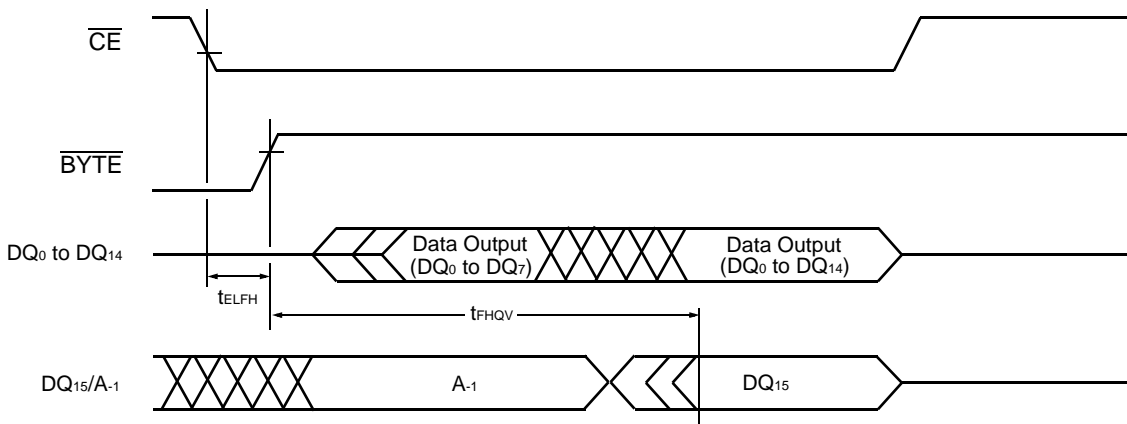 CE
BYTE
DQ0 to DQ14
Data Output
(DQ0 to DQ7)
Data Output
(DQ0 to DQ14)
tELFH
tFHQV
DQ15/A-1
A-1
DQ15